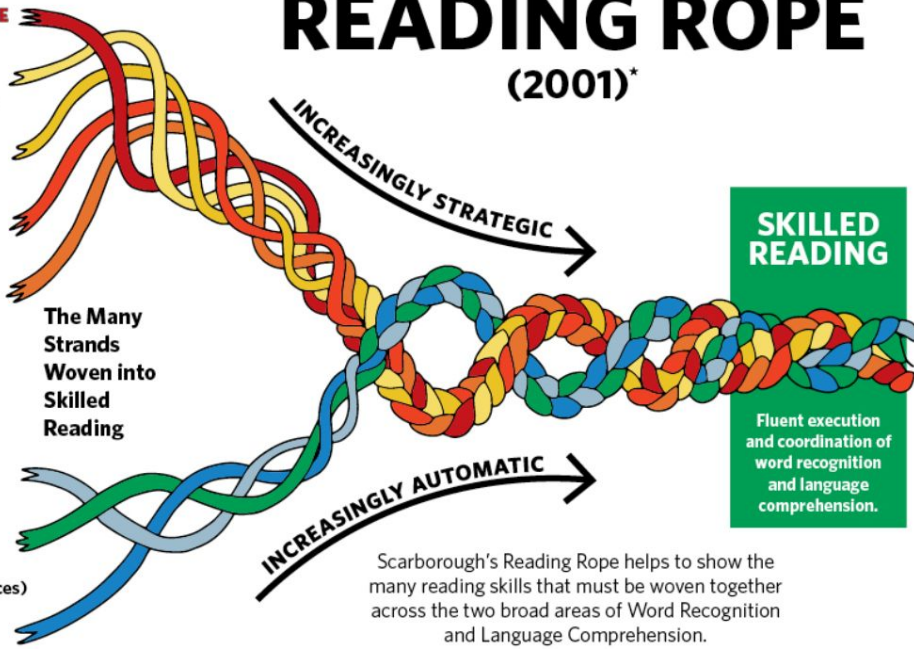 E
READING ROPE
(2001)*
INCREASINGLY STRATEGIC
SKILLED
READING
The Many
Strands
Woven into
Skilled
Reading
Fluent execution
and coordination of
word recognition
and language
comprehension.
INCREASINGLY AUTOMATIC
Scarborough's Reading Rope helps to show the
many reading skills that must be woven together
across the two broad areas of Word Recognition
and Language Comprehension.
ces)